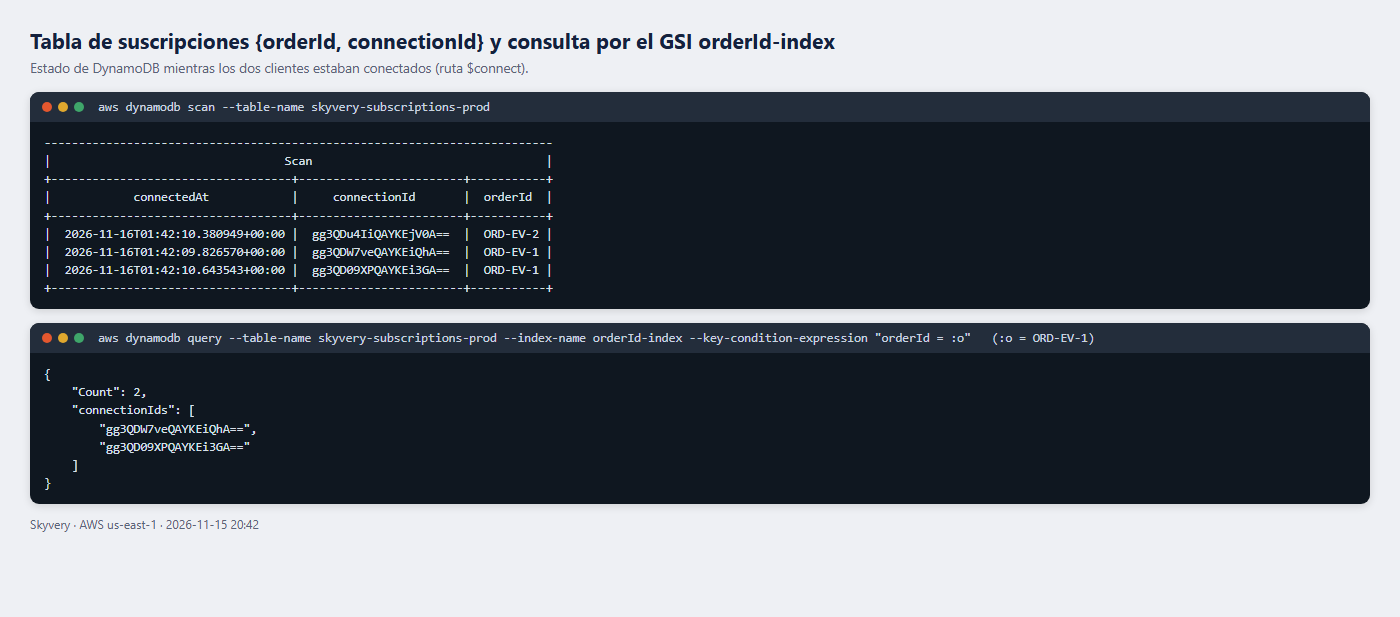 Tabla de suscripciones {orderId, connectionId} y consulta por el GSI orderId-index
Estado de DynamoDB mientras los dos clientes estaban conectados (ruta $connect).
aws dynamodb scan --table-name skyvery-subscriptions-prod
--------------------------------------------------------------------------
| Scan |
+-----------------------------------+------------------------+-----------+
| connectedAt | connectionId | orderId |
+-----------------------------------+------------------------+-----------+
| 2026-11-16T01:42:10.380949+00:00 | gg3QDu4IiQAYKEjV0A== | ORD-EV-2 |
| 2026-11-16T01:42:09.826570+00:00 | gg3QDW7veQAYKEiQhA== | ORD-EV-1 |
| 2026-11-16T01:42:10.643543+00:00 | gg3QD09XPQAYKEi3GA== | ORD-EV-1 |
+-----------------------------------+------------------------+-----------+
aws dynamodb query --table-name skyvery-subscriptions-prod --index-name orderId-index --key-condition-expression "orderId = :o" (:o = ORD-EV-1)
{
"Count": 2,
"connectionIds": [
"gg3QDW7veQAYKEiQhA==",
"gg3QD09XPQAYKEi3GA=="
]
}
Skyvery · AWS us-east-1 · 2026-11-15 20:42